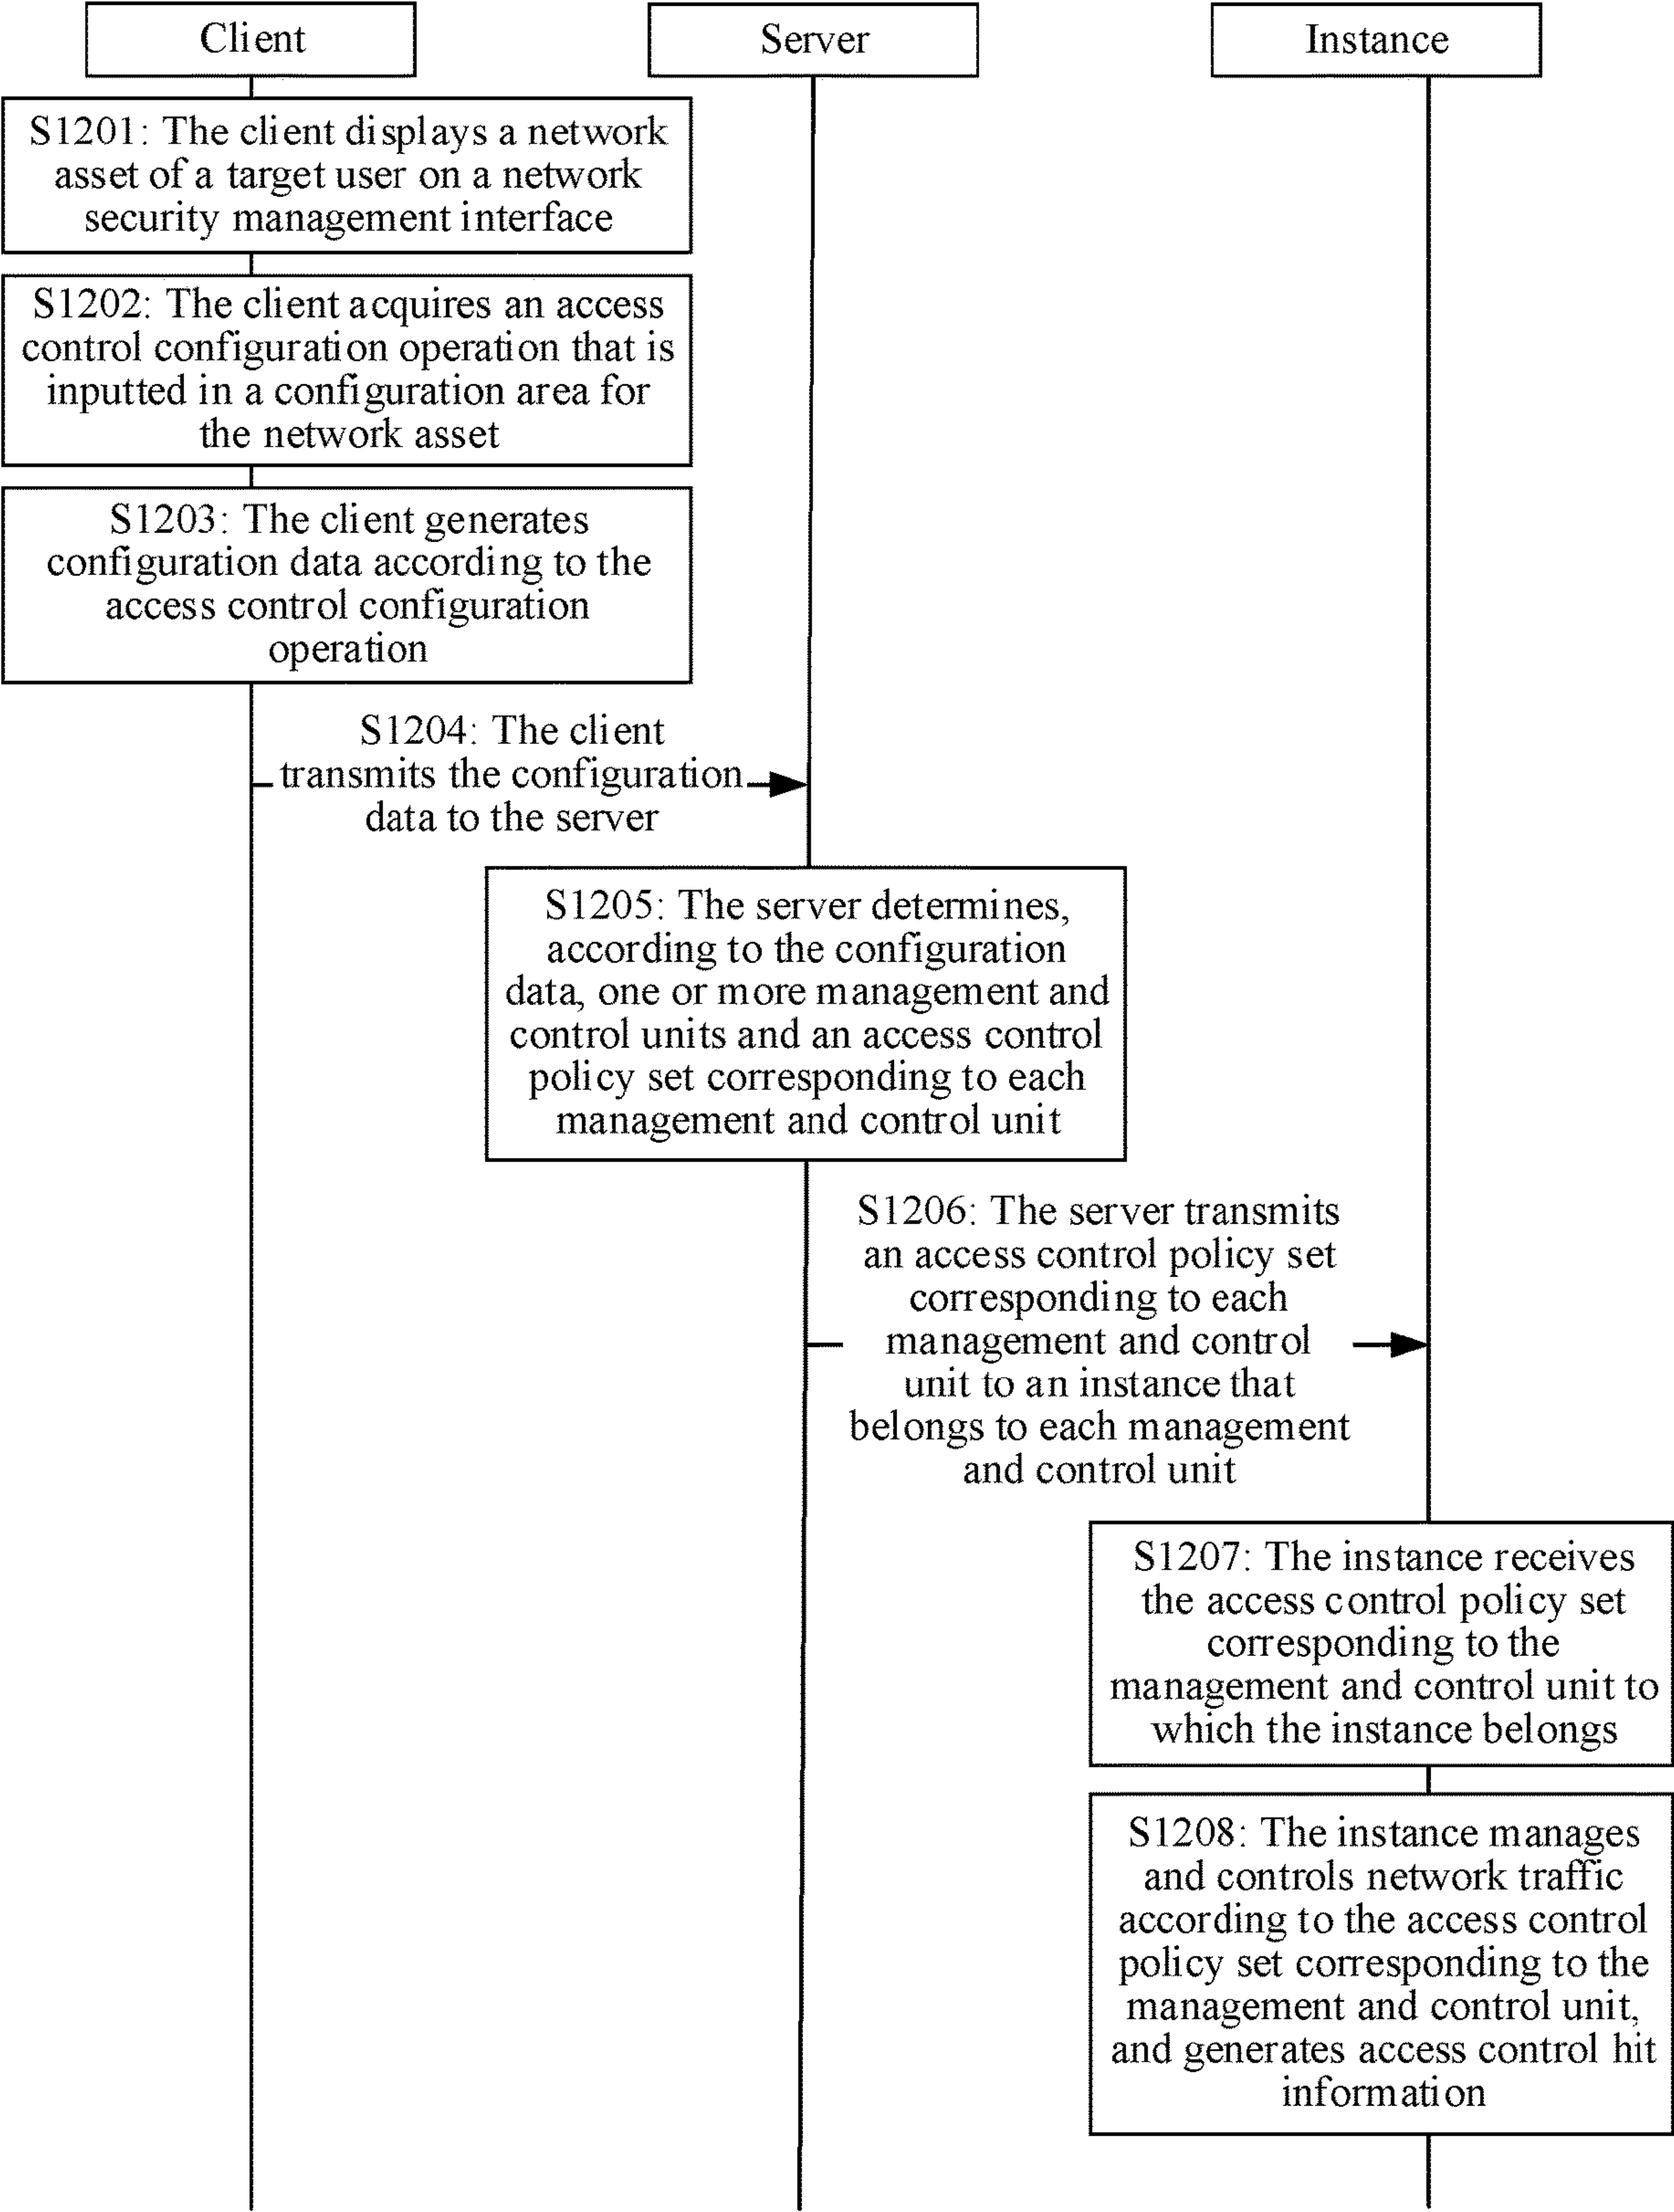 Client
Server
Instance
S1201: The client displays a network
asset of a target user on a network
security management interface
S1202: The client acquires an access
control configuration operation that is
inputted in a configuration area for
the network asset
S1203: The client generates
configuration data according to the
access control configuration
operation
S1204: The client
transmits the configuration
data to the server
S1205: The server determines,
according to the configuration
data, one or more management and
control units and an access control
policy set corresponding to each
management and control unit
S1206: The server transmits
an access control policy set
corresponding to each
management and control
unit to an instance that
belongs to each management
and control unit
S1207: The instance receives
the access control policy set
corresponding to the
management and control unit to
which the instance belongs
S1208: The instance manages
and controls network traffic
according to the access control
policy set corresponding to the
management and control unit,
and generates access control hit
information